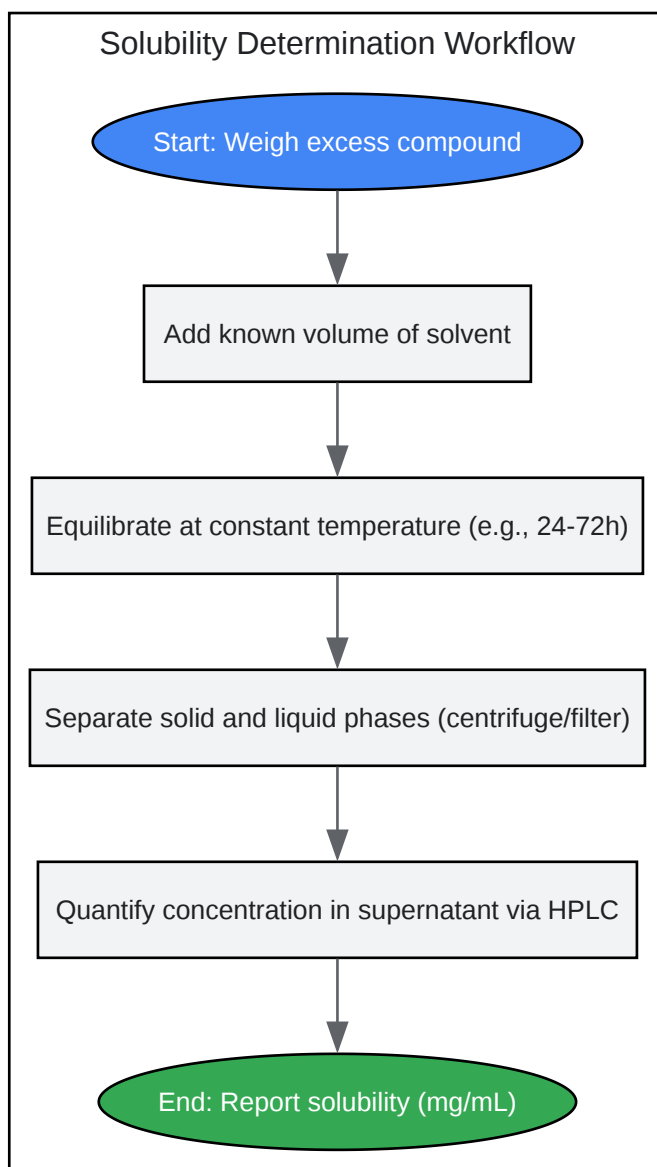 Solubility Determination Workflow
Start: Weigh excess compound
Add known volume of solvent
Equilibrate at constant temperature (e.g., 24-72h)
Separate solid and liquid phases (centrifuge/filter)
Quantify concentration in supernatant via HPLC
End: Report solubility (mg/mL)